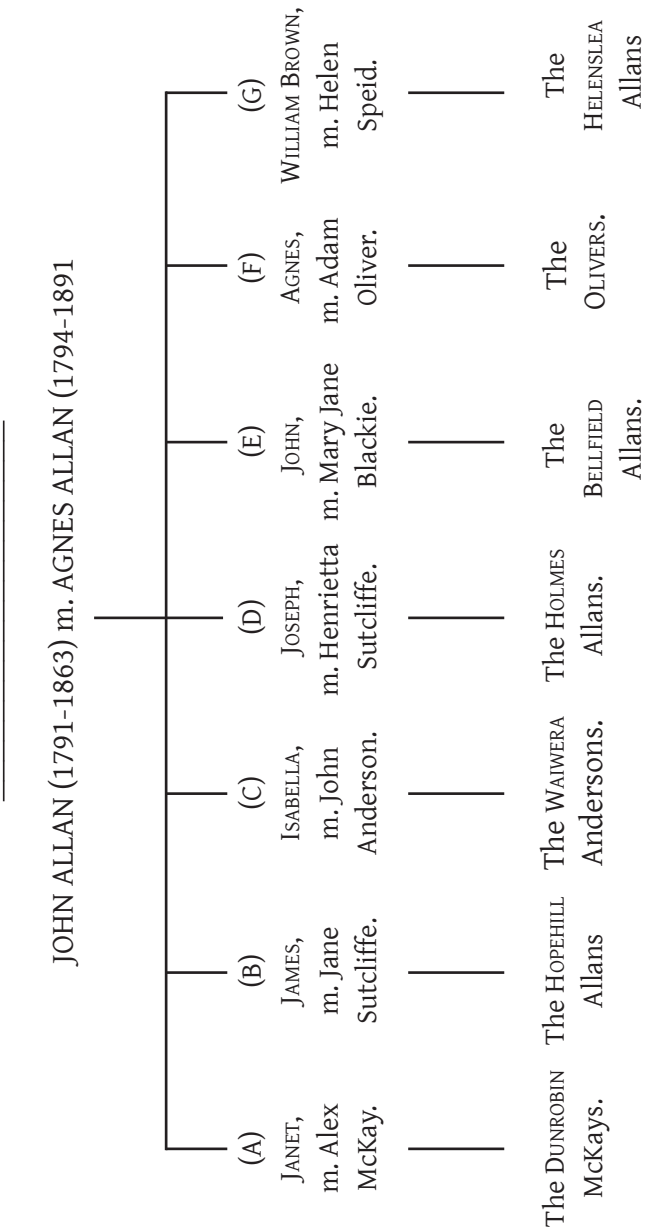 JOHN ALLAN (1791-1863) m. AGNES ALLAN (1794-1891
(A)
JANET,
m. Alex
McKay.
The DUNROBIN
McKays.
(B)
JAMES,
m. Jane
Sutcliffe.
The HOPEHILL
Allans
(C)
ISABELLA,
m. John
Anderson.
The WAIWERA
Andersons.
(D)
JOSEPH,
m. Henrietta
Sutcliffe.
The HOLMES
Allans.
(E)
JOHN,
m. Mary Jane
Blackie.
The
BELLFIELD
Allans.
(F)
AGNES,
m. Adam
Oliver.
The
OLIVERS.
(G)
WILLIAM BROWN,
m. Helen
Speid.
The
HELENSLEA
Allans